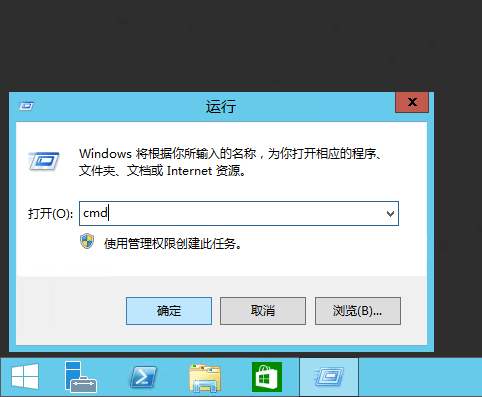 运行
Windows 将根据你所输入的名称，为你打开相应的程序、
文件夹、文档或 Internet 资源。
打开(O): cmd
使用管理权限创建此任务。
确定 取消 浏览(B)...